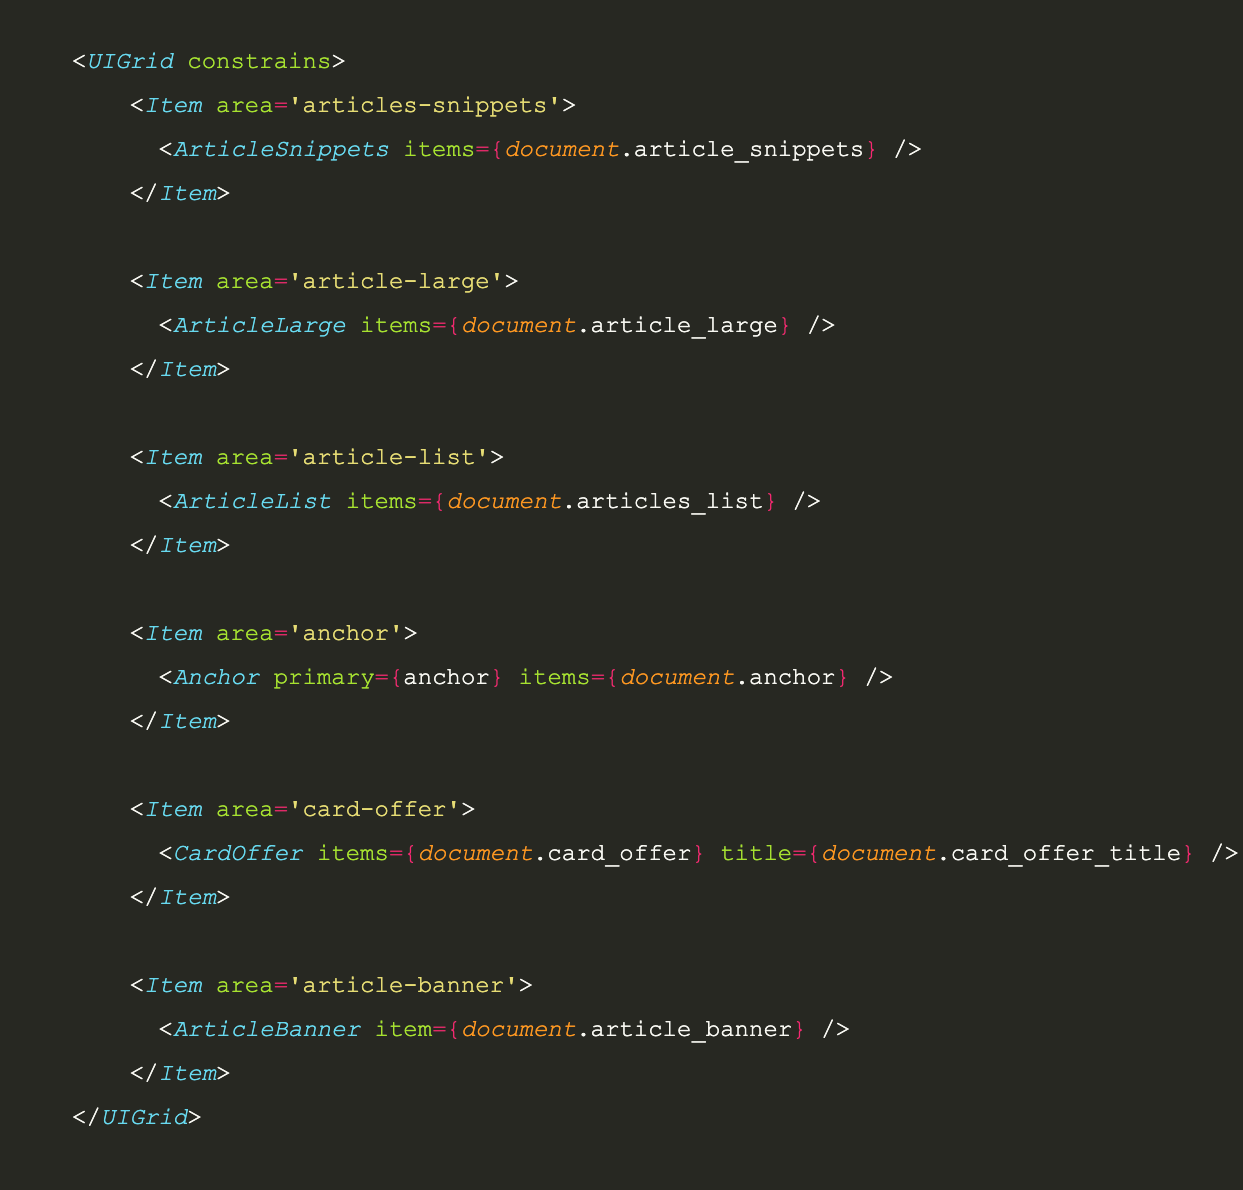 <UIGrid constrains>
<Item area='articles-snippets'>
<ArticleSnippets items={document.article_snippets} />
</Item>
<Item area='article-large'>
<ArticleLarge items={document.article_large} />
</Item>
<Item area='article-list'>
<ArticleList items={document.articles_list} />
</Item>
<Item area='anchor'>
<Anchor primary={anchor} items={document.anchor} />
</Item>
<Item area='card-offer'>
<CardOffer items={document.card_offer} title={document.card_offer_title} />
</Item>
<Item area='article-banner'>
<ArticleBanner item={document.article_banner} />
</Item>
</UIGrid>